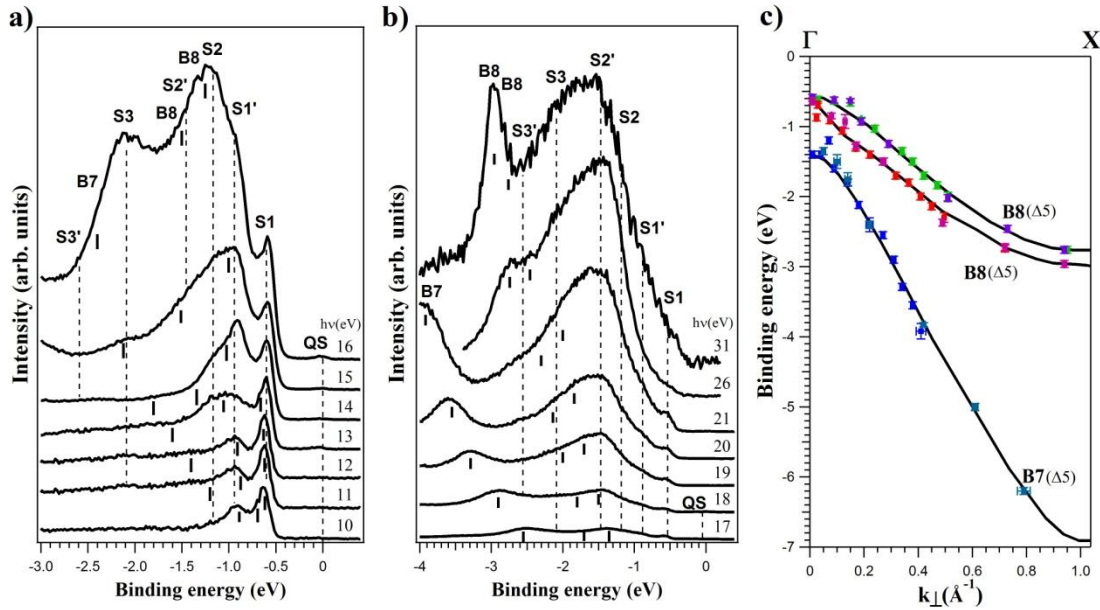 a)
B8
S2
S2'
B8
S3
S1'
B7
S3'
S1
hν(eV)
QS
16
15
14
13
12
11
10
Intensity (arb. units)
-3.0 -2.5 -2.0 -1.5 -1.0 -0.5 0.0
Binding energy (eV)
b)
B8
B8
S3
S2'
S3'
S2
S1'
B7
S1
hν(eV)
31
26
21
20
19
18
QS
17
Intensity (arb. units)
-4 -3 -2 -1 0
Binding energy (eV)
c)
Γ X
0
-1
-2
-3
-4
-5
-6
-7
Binding energy (eV)
B8(Δ5)
B8(Δ5)
B7(Δ5)
0 0.2 0.4 0.6 0.8 1.0
k⊥(Å⁻¹)